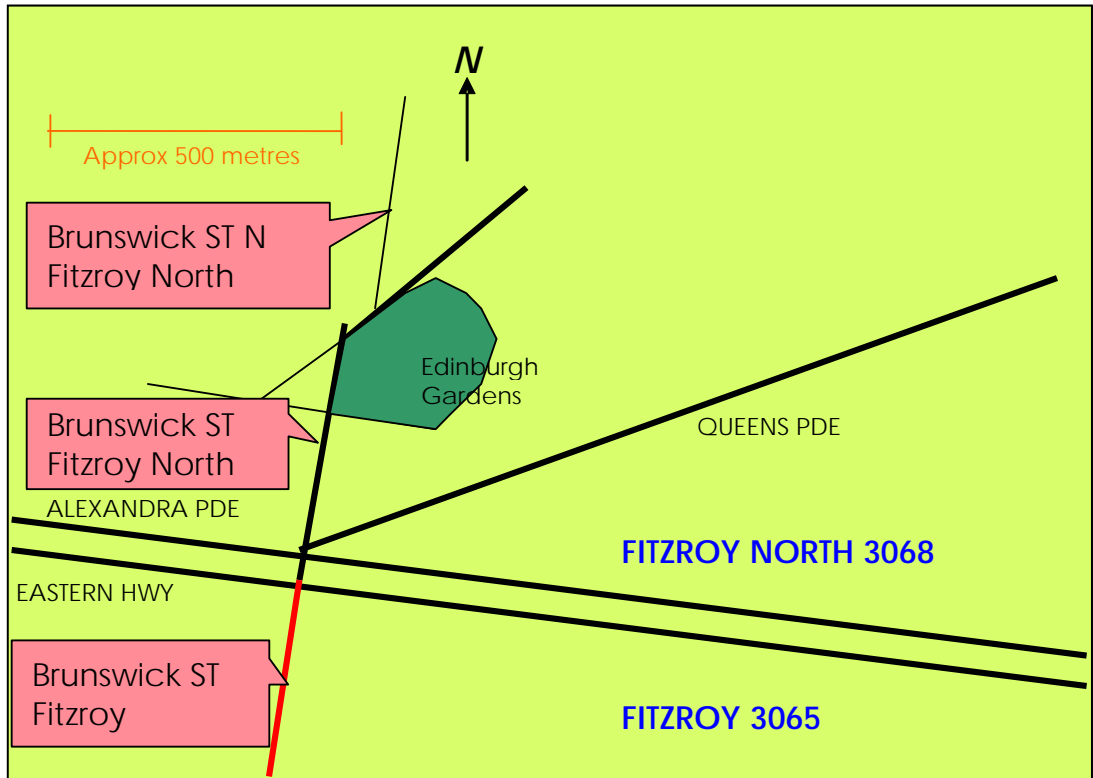 N
Approx 500 metres
Brunswick ST N
Fitzroy North
Edinburgh
Gardens
Brunswick ST
Fitzroy North
QUEENS PDE
ALEXANDRA PDE
FITZROY NORTH 3068
EASTERN HWY
Brunswick ST
Fitzroy
FITZROY 3065